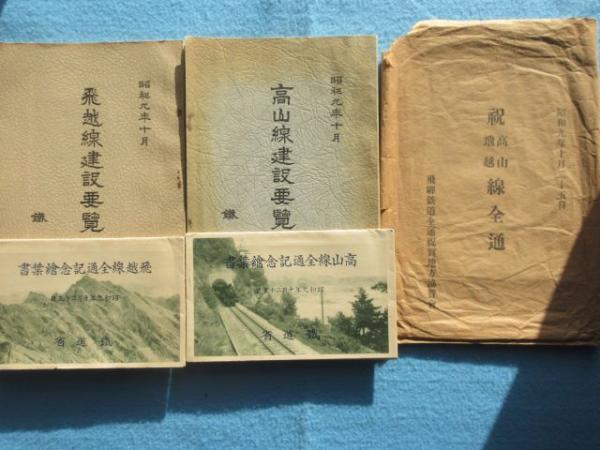 昭和九年十月
飛越線建設要覧
鐵
昭和九年十月
高山線建設要覧
鐵
昭和九年十月二十五日
祝 高山 飛越 線全通
書葉繪念記通全線越飛
省道鐵
書葉繪念記通全線山高
省道鐵